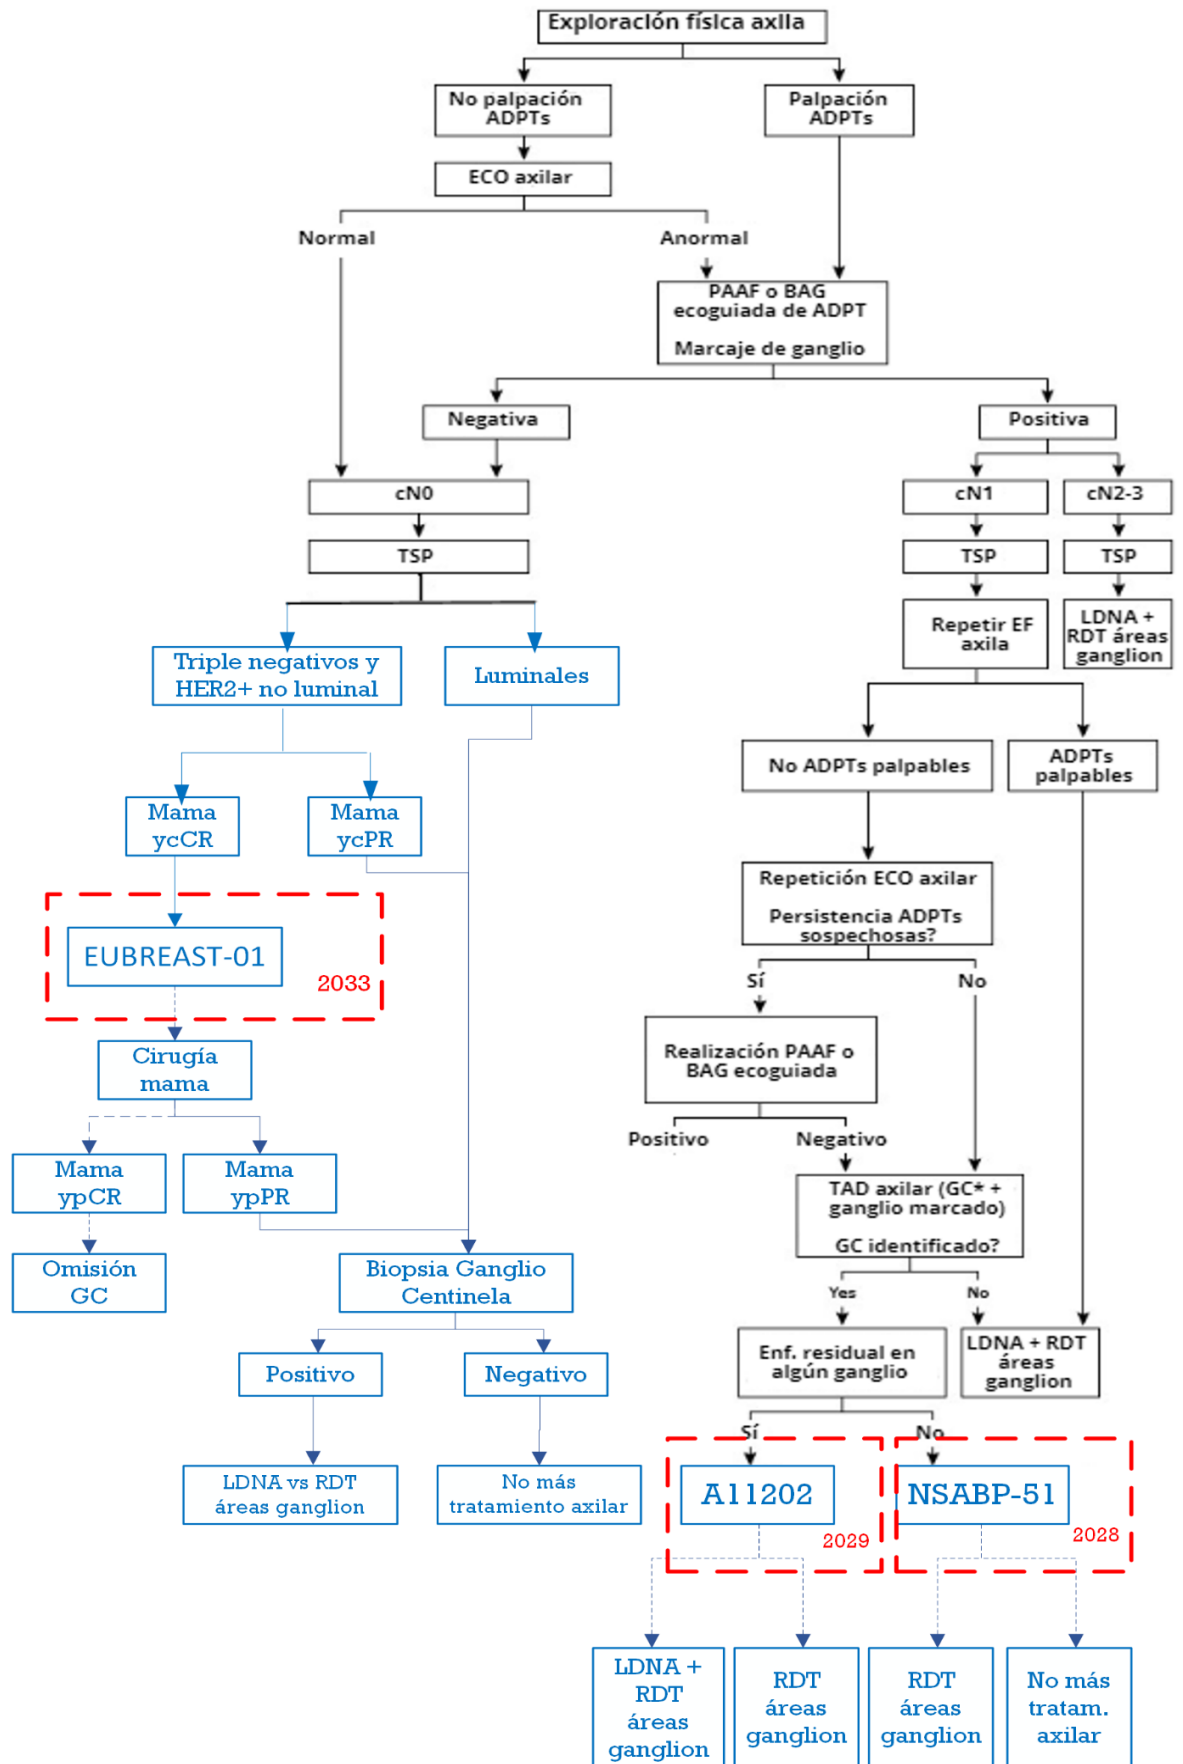 Exploración física axila
No palpación
ADPTs
Palpación
ADPTs
ECO axilar
Normal
Anormal
PAAF o BAG
ecoguiada de ADPT
Marcaje de ganglio
Negativa
Positiva
cN0
cN1
cN2-3
TSP
TSP
TSP
Repetir EF
axila
LDNA +
RDT áreas
ganglion
Triple negativos y
HER2+ no luminal
Luminales
No ADPTs palpables
ADPTs
palpables
Mama
ycCR
Mama
ycPR
Repetición ECO axilar
Persistencia ADPTs
sospechosas?
EUBREAST-01
2033
Sí
No
Cirugía
mama
Realización PAAF o
BAG ecoguiada
Positivo
Negativo
Mama
ypCR
Mama
ypPR
TAD axilar (GC* +
ganglio marcado)
GC identificado?
Omisión
GC
Biopsia Ganglio
Centinela
Yes
No
Enf. residual en
algún ganglio
LDNA + RDT
áreas
ganglion
Positivo
Negativo
Sí
No
LDNA vs RDT
áreas ganglion
No más
tratamiento axilar
A11202
2029
NSABP-51
2028
LDNA +
RDT
áreas
ganglion
RDT
áreas
ganglion
RDT
áreas
ganglion
No más
tratam.
axilar